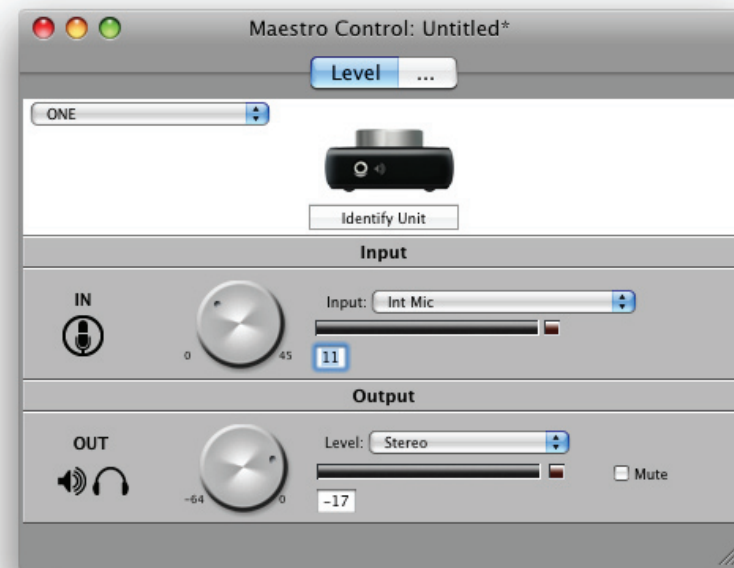 Maestro Control: Untitled*
Level ...
ONE
Identify Unit
Input
IN
Input: Int Mic
0 45
11
Output
OUT
Level: Stereo
Mute
-64 0
-17